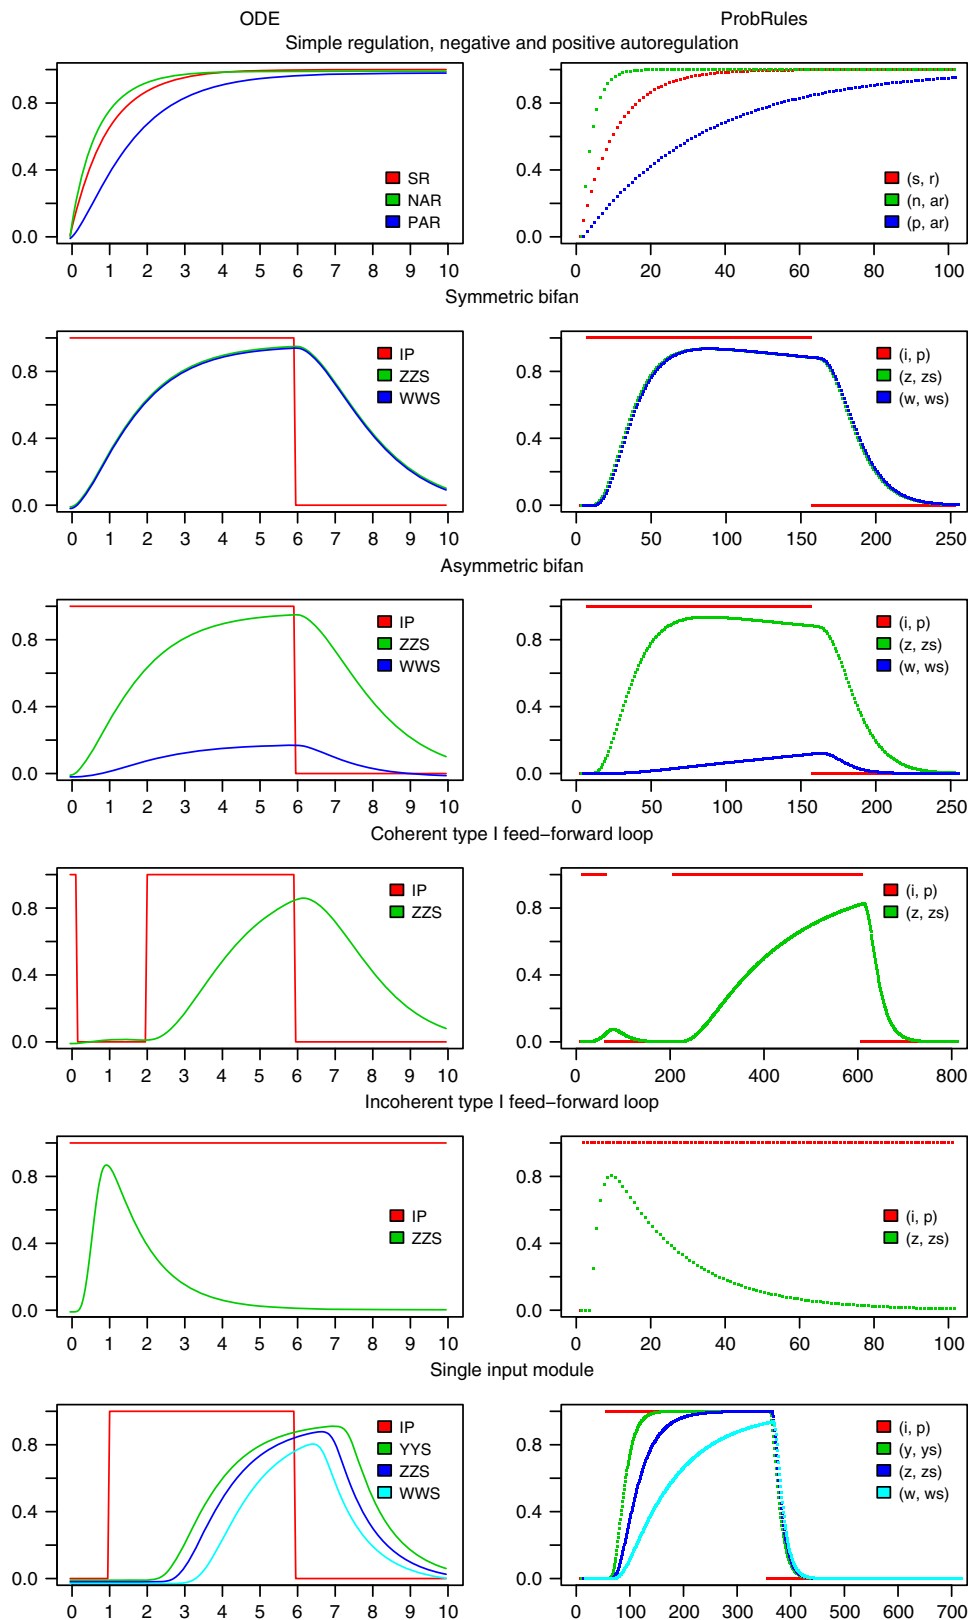 ODE ProbRules
Simple regulation, negative and positive autoregulation
0.8
0.4
0.0
SR
NAR
PAR
0 1 2 3 4 5 6 7 8 9 10
0.8
0.4
0.0
(s, r)
(n, ar)
(p, ar)
0 20 40 60 80 100
Symmetric bifan
0.8
0.4
0.0
IP
ZZS
WWS
0 1 2 3 4 5 6 7 8 9 10
0.8
0.4
0.0
(i, p)
(z, zs)
(w, ws)
0 50 100 150 200 250
Asymmetric bifan
0.8
0.4
0.0
IP
ZZS
WWS
0 1 2 3 4 5 6 7 8 9 10
0.8
0.4
0.0
(i, p)
(z, zs)
(w, ws)
0 50 100 150 200 250
Coherent type I feed−forward loop
0.8
0.4
0.0
IP
ZZS
0 1 2 3 4 5 6 7 8 9 10
0.8
0.4
0.0
(i, p)
(z, zs)
0 200 400 600 800
Incoherent type I feed−forward loop
0.8
0.4
0.0
IP
ZZS
0 1 2 3 4 5 6 7 8 9 10
0.8
0.4
0.0
(i, p)
(z, zs)
0 20 40 60 80 100
Single input module
0.8
0.4
0.0
IP
YYS
ZZS
WWS
0 1 2 3 4 5 6 7 8 9 10
0.8
0.4
0.0
(i, p)
(y, ys)
(z, zs)
(w, ws)
0 100 200 300 400 500 600 700